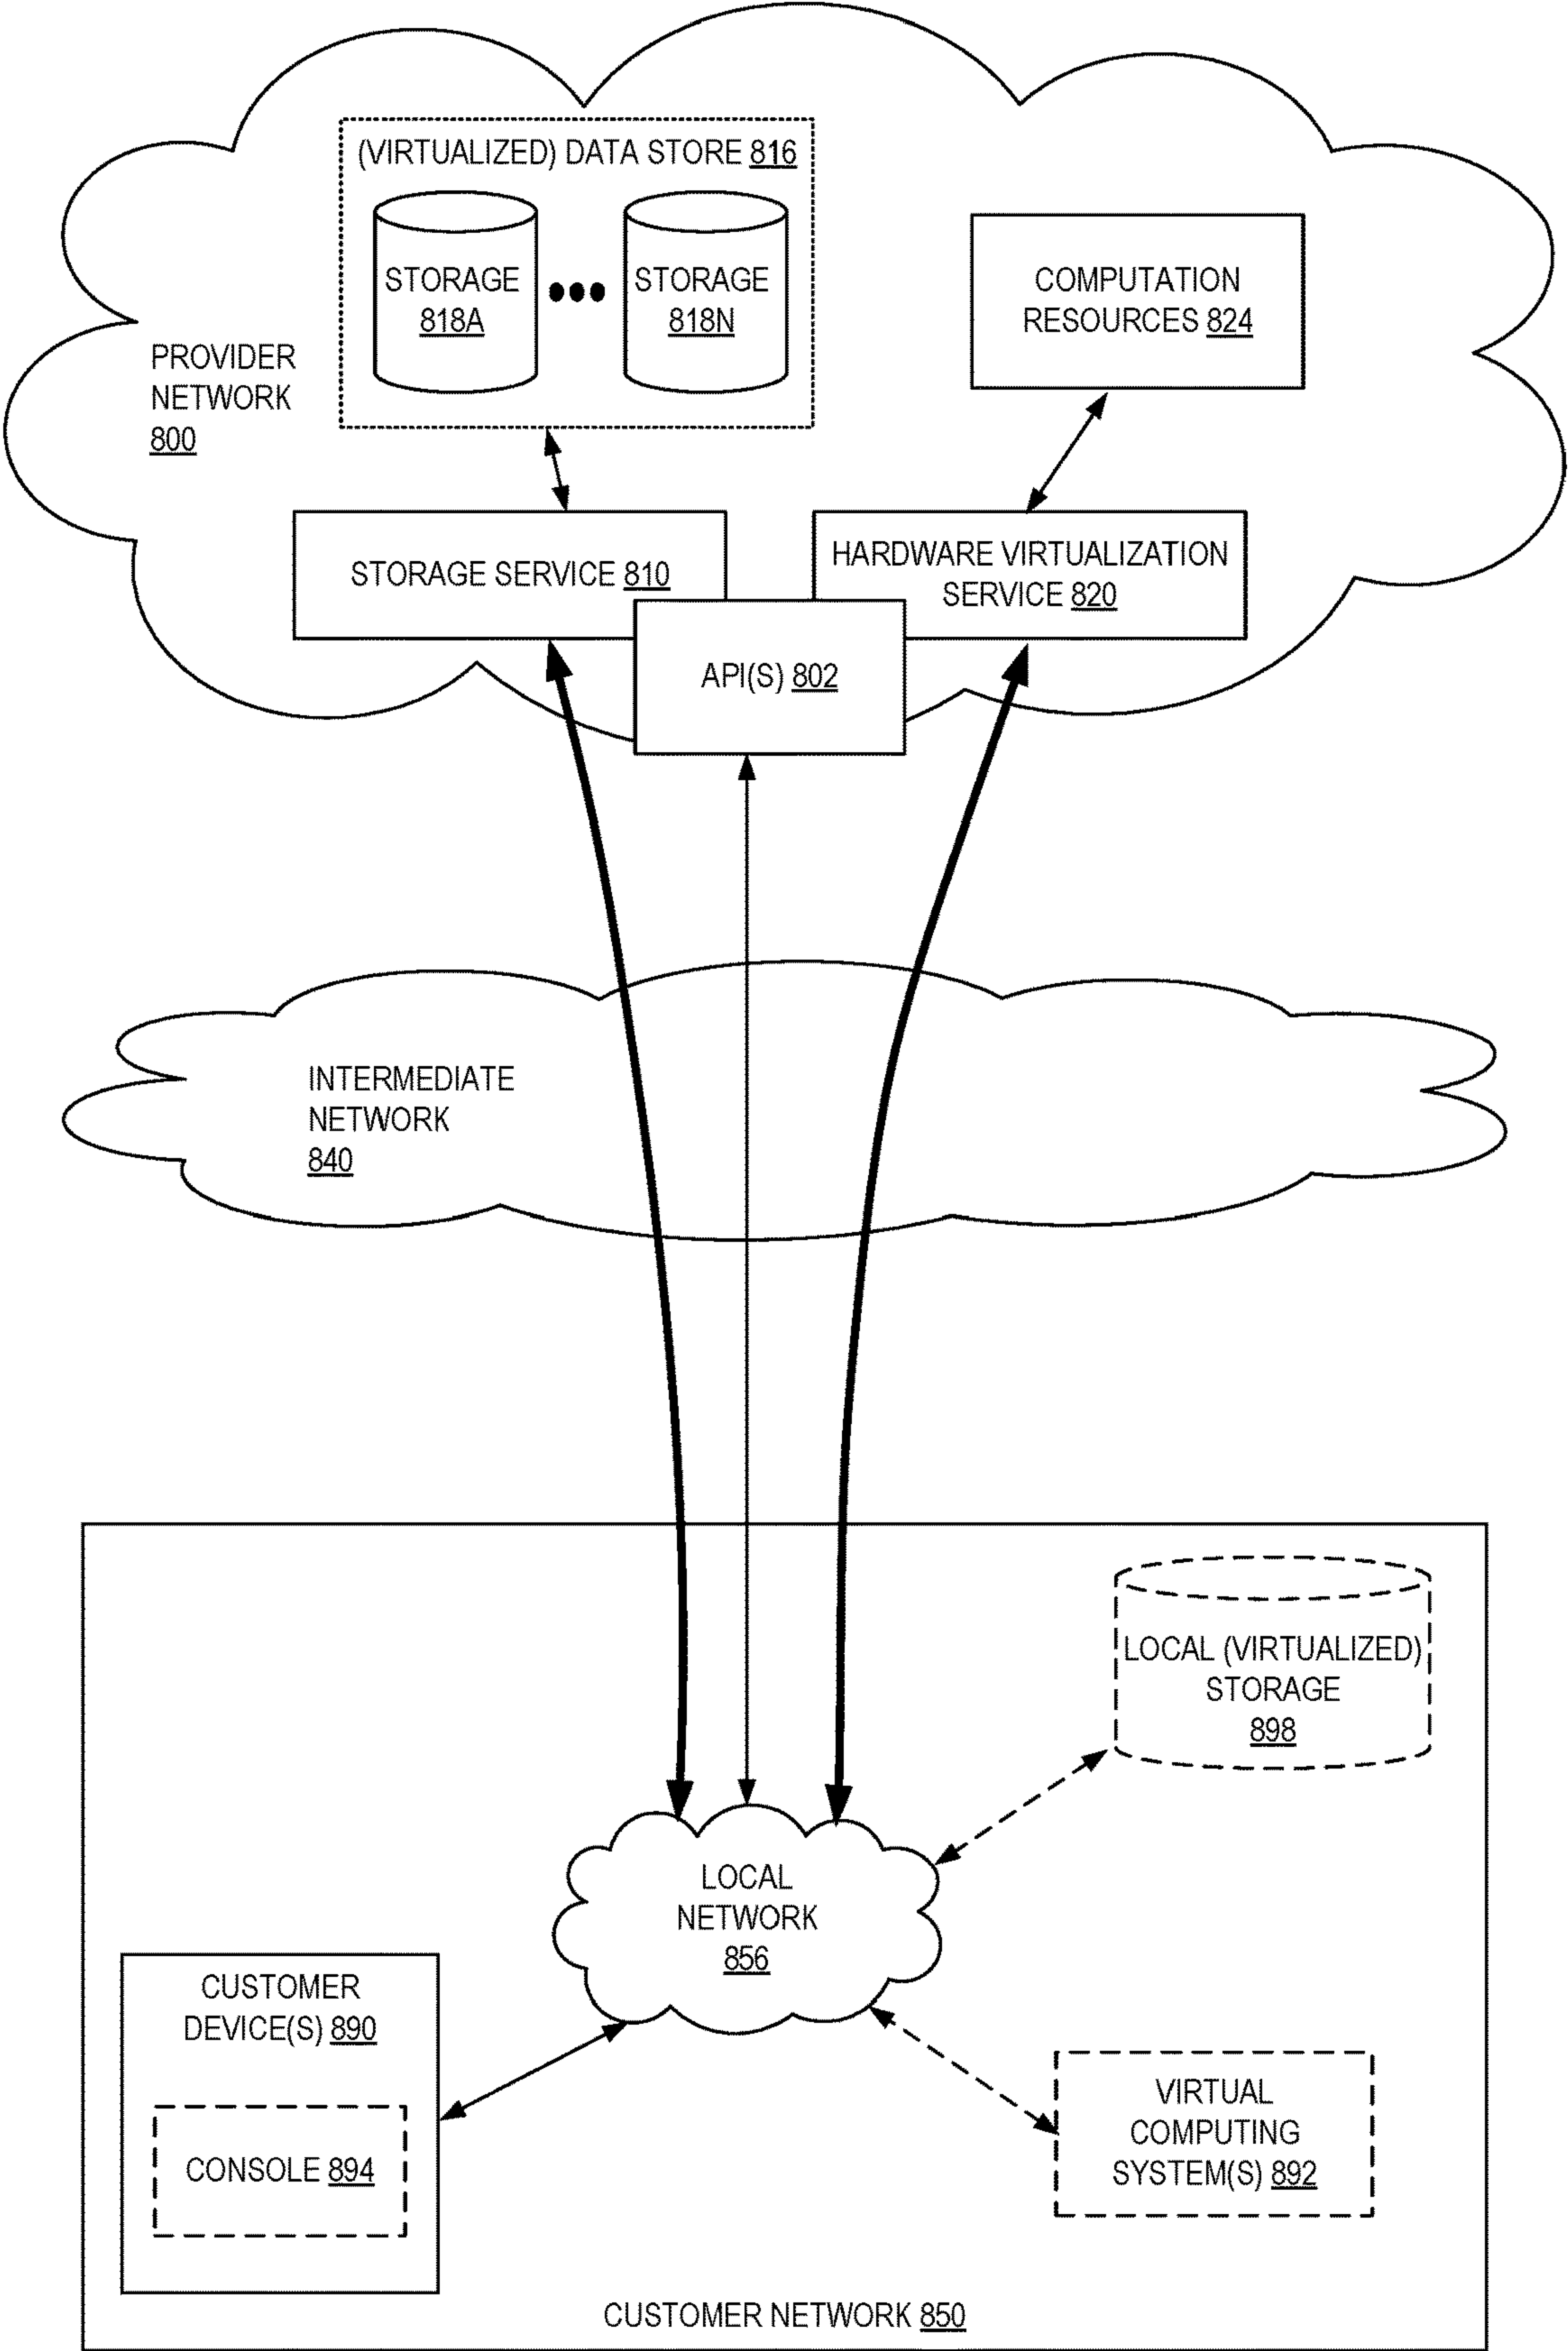 (VIRTUALIZED) DATA STORE 816
STORAGE
818A
STORAGE
818N
COMPUTATION
RESOURCES 824
PROVIDER
NETWORK
800
STORAGE SERVICE 810
HARDWARE VIRTUALIZATION
SERVICE 820
API(S) 802
INTERMEDIATE
NETWORK
840
LOCAL (VIRTUALIZED)
STORAGE
898
LOCAL
NETWORK
856
CUSTOMER
DEVICE(S) 890
CONSOLE 894
VIRTUAL
COMPUTING
SYSTEM(S) 892
CUSTOMER NETWORK 850